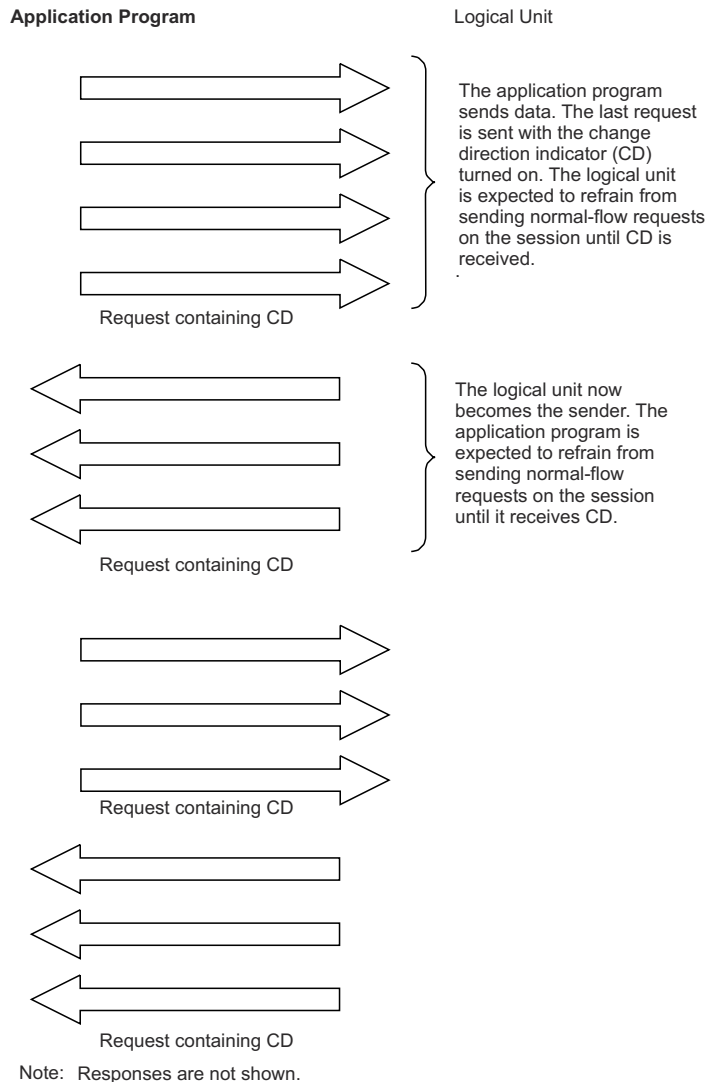 Application Program
Logical Unit
The application program
sends data. The last request
is sent with the change
direction indicator (CD)
turned on. The logical unit
is expected to refrain from
sending normal-flow requests
on the session until CD is
received.
Request containing CD
The logical unit now
becomes the sender. The
application program is
expected to refrain from
sending normal-flow
requests on the session
until it receives CD.
Request containing CD
Request containing CD
Request containing CD
Note: Responses are not shown.